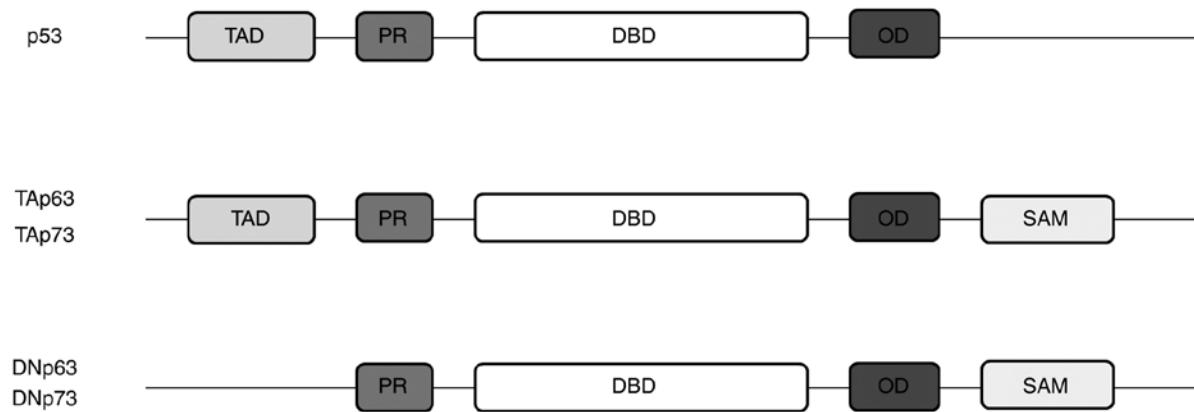 p53 TAD PR DBD OD
TAp63
TAp73
TAD PR DBD OD SAM
DNp63
DNp73
PR DBD OD SAM